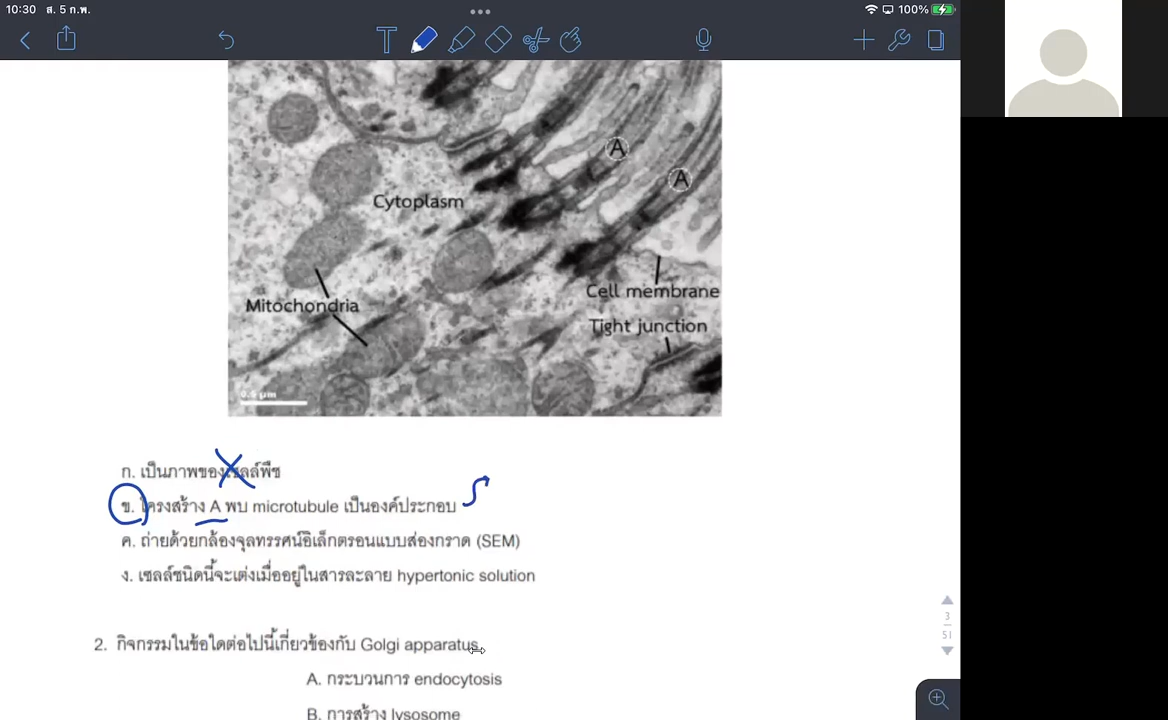 10:30 ส. 5 ก.พ.
100%
A
A
Cytoplasm
Cell membrane
Mitochondria
Tight junction
0.5 µm
ก. เป็นภาพของเซลล์พืช
ข. โครงสร้าง A พบ microtubule เป็นองค์ประกอบ
ค. ถ่ายด้วยกล้องจุลทรรศน์อิเล็กตรอนแบบส่องกราด (SEM)
ง. เซลล์ชนิดนี้จะเต่งเมื่ออยู่ในสารละลาย hypertonic solution
3
51
2. กิจกรรมในข้อใดต่อไปนี้เกี่ยวข้องกับ Golgi apparatus
A. กระบวนการ endocytosis
B. การสร้าง lysosome